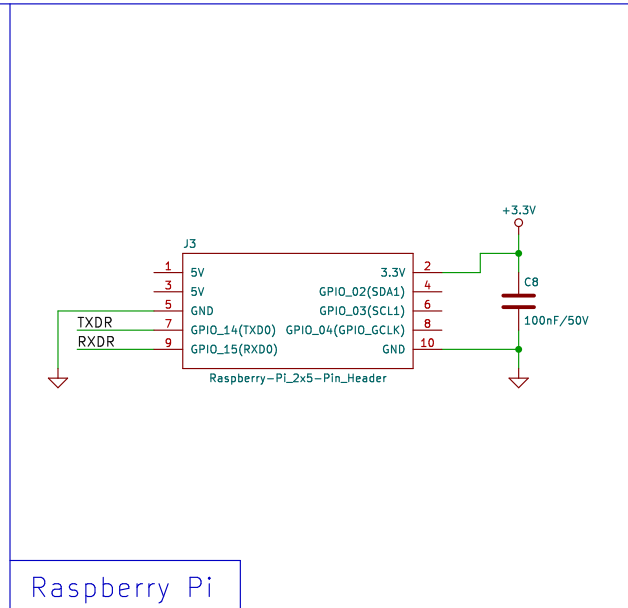 +3.3V
J3
1 5V 3.3V 2
3 5V GPIO_02(SDA1) 4
C8
5 GND GPIO_03(SCL1) 6
100nF/50V
TXDR 7 GPIO_14(TXD0) GPIO_04(GPIO_GCLK) 8
RXDR 9 GPIO_15(RXD0) GND 10
Raspberry-Pi_2x5-Pin_Header
Raspberry Pi